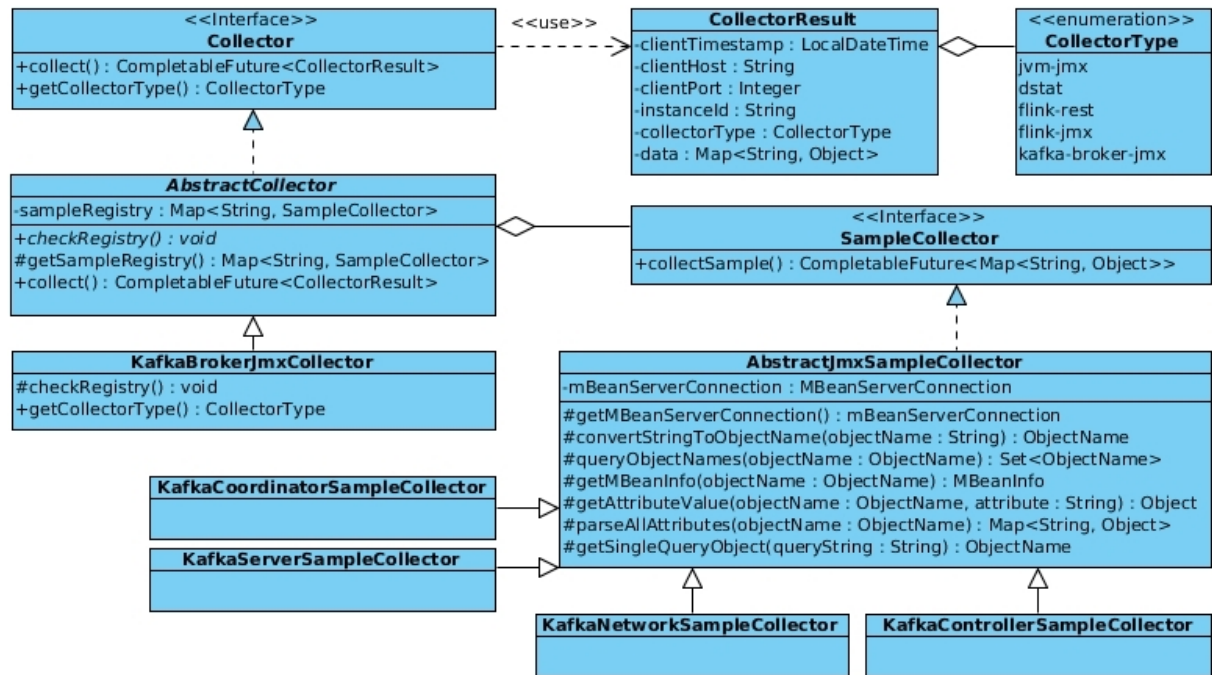 <<Interface>>
Collector
+collect() : CompletableFuture<CollectorResult>
+getCollectorType() : CollectorType
<<use>>
CollectorResult
-clientTimestamp : LocalDateTime
-clientHost : String
-clientPort : Integer
-instanceId : String
-collectorType : CollectorType
-data : Map<String, Object>
<<enumeration>>
CollectorType
jvm-jmx
dstat
flink-rest
flink-jmx
kafka-broker-jmx
AbstractCollector
-sampleRegistry : Map<String, SampleCollector>
+checkRegistry() : void
#getSampleRegistry() : Map<String, SampleCollector>
+collect() : CompletableFuture<CollectorResult>
<<Interface>>
SampleCollector
+collectSample() : CompletableFuture<Map<String, Object>>
KafkaBrokerJmxCollector
#checkRegistry() : void
+getCollectorType() : CollectorType
AbstractJmxSampleCollector
-mBeanServerConnection : MBeanServerConnection
#getMBeanServerConnection() : mBeanServerConnection
#convertStringToObjectName(objectName : String) : ObjectName
#queryObjectNames(objectName : ObjectName) : Set<ObjectName>
#getMBeanInfo(objectName : ObjectName) : MBeanInfo
#getAttributeValue(objectName : ObjectName, attribute : String) : Object
#parseAllAttributes(objectName : ObjectName) : Map<String, Object>
#getSingleQueryObject(queryString : String) : ObjectName
KafkaCoordinatorSampleCollector
KafkaServerSampleCollector
KafkaNetworkSampleCollector
KafkaControllerSampleCollector